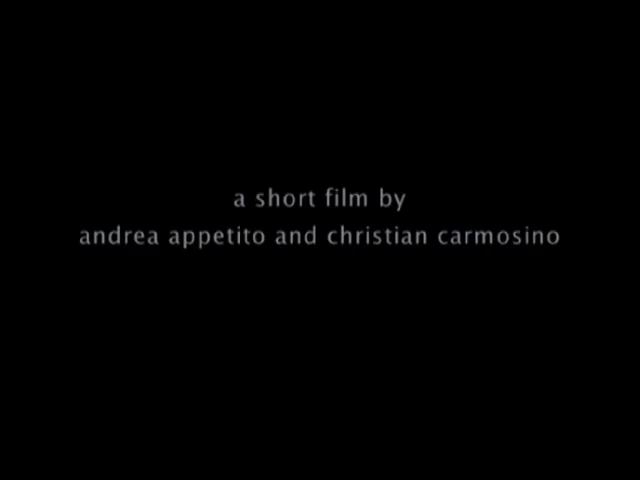 a short film by
andrea appetito and christian carmosino